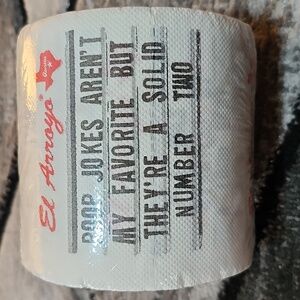 El Arroyo
POOP JOKES AREN'T
MY FAVORITE BUT
THEY'RE A SOLID
NUMBER TWO